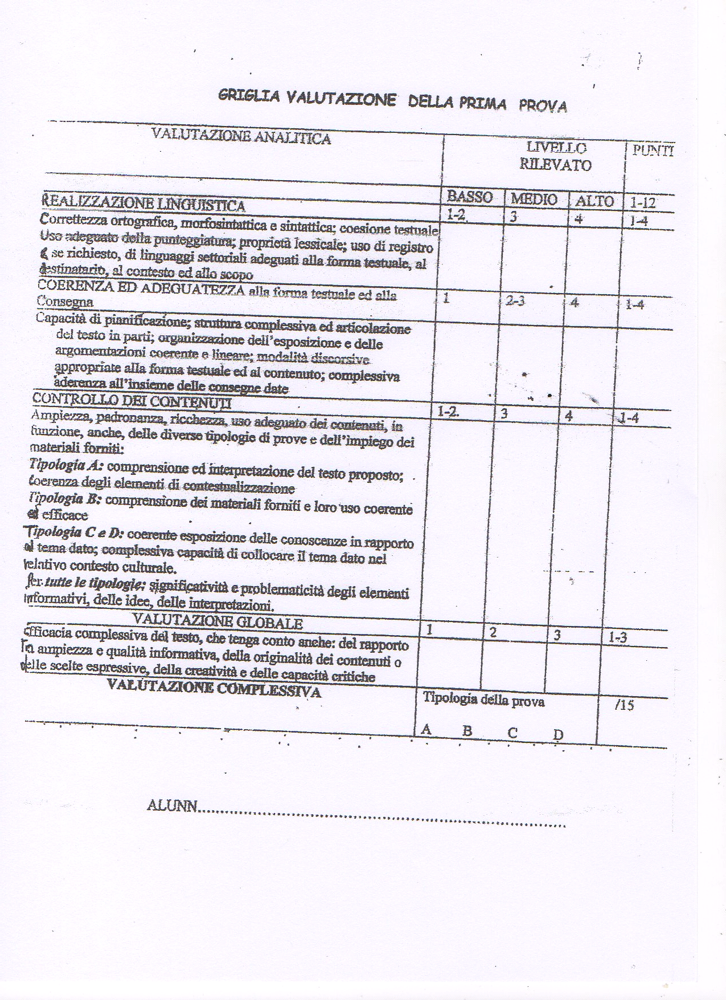 GRIGLIA VALUTAZIONE DELLA PRIMA PROVA
VALUTAZIONE ANALITICA
LIVELLO
RILEVATO
PUNTI
REALIZZAZIONE LINGUISTICA
BASSO MEDIO ALTO 1-12
1-2. 3 4 1-4
Correttezza ortografica, morfosintattica e sintattica; coesione testuale
Uso adeguato della punteggiatura; proprietà lessicale; uso di registro
e, se richiesto, di linguaggi settoriali adeguati alla forma testuale, al
destinatario, al contesto ed allo scopo
COERENZA ED ADEGUATEZZA alla forma testuale ed alla
Consegna
1 2-3 4 1-4
Capacità di pianificazione; struttura complessiva ed articolazione
del testo in parti; organizzazione dell'esposizione e delle
argomentazioni coerente e lineare; modalità discorsive
appropriate alla forma testuale ed al contenuto; complessiva
aderenza all'insieme delle consegne date
CONTROLLO DEI CONTENUTI
1-2. 3 4 1-4
Ampiezza, padronanza, ricchezza, uso adeguato dei contenuti, in
funzione, anche, delle diverse tipologie di prove e dell'impiego dei
materiali forniti:
Tipologia A: comprensione ed interpretazione del testo proposto;
coerenza degli elementi di contestualizzazione
Tipologia B: comprensione dei materiali forniti e loro uso coerente
ed efficace
Tipologia C e D: coerente esposizione delle conoscenze in rapporto
al tema dato; complessiva capacità di collocare il tema dato nel
relativo contesto culturale.
Per tutte le tipologie: significatività e problematicità degli elementi
informativi, delle idee, delle interpretazioni.
VALUTAZIONE GLOBALE
1 2 3 1-3
Efficacia complessiva del testo, che tenga conto anche: del rapporto
fra ampiezza e qualità informativa, della originalità dei contenuti o
delle scelte espressive, della creatività e delle capacità critiche
VALUTAZIONE COMPLESSIVA
Tipologia della prova
/15
A B C D
ALUNN....................................................................................